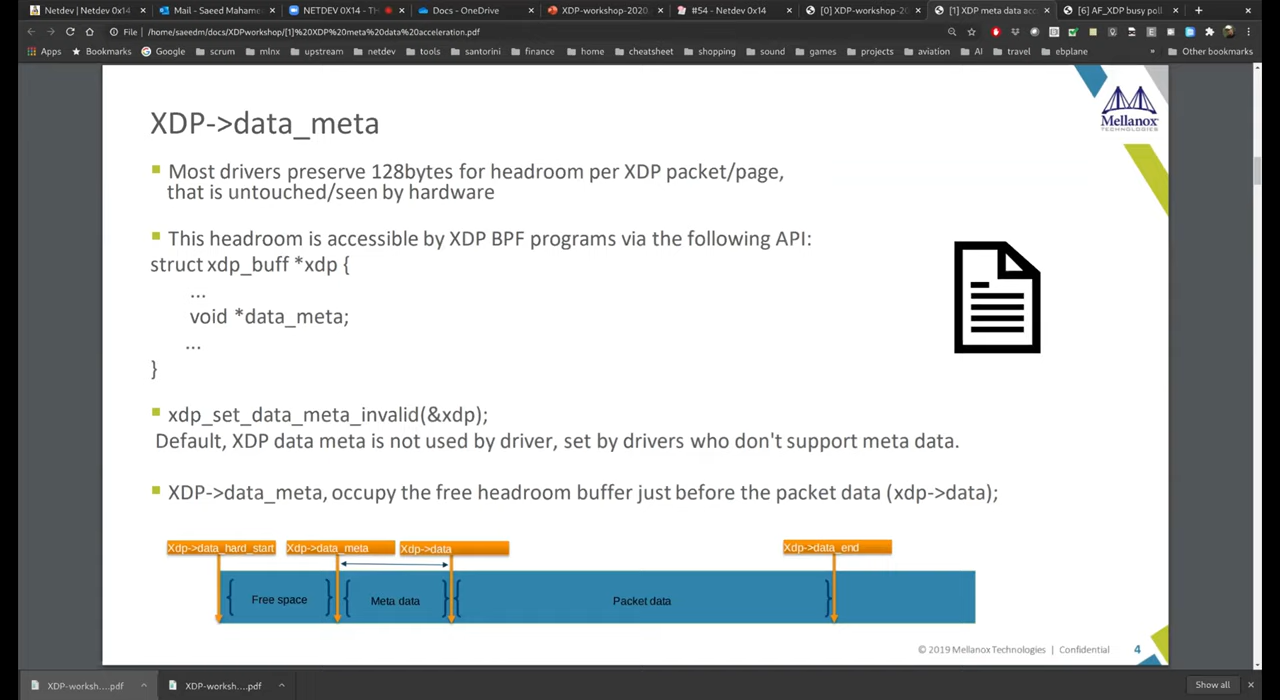 Netdev | Netdev 0x14
Mail - Saeed Maham
NETDEV 0X14 - TH
Docs - OneDrive
XDP-workshop-2020
#54 - Netdev 0x14
[0] XDP-workshop-20
[1] XDP meta data ac
[6] AF_XDP busy poll
File | /home/saeedm/docs/XDPworkshop/[1]%20XDP%20meta%20data%20acceleration.pdf
Apps Bookmarks Google scrum mlnx upstream netdev tools santorini finance home cheatsheet shopping sound games projects aviation AI travel ebplane » Other bookmarks
XDP->data_meta
Mellanox
TECHNOLOGIES
Most drivers preserve 128bytes for headroom per XDP packet/page,
that is untouched/seen by hardware
This headroom is accessible by XDP BPF programs via the following API:
struct xdp_buff *xdp {
...
void *data_meta;
...
}
xdp_set_data_meta_invalid(&xdp);
Default, XDP data meta is not used by driver, set by drivers who don't support meta data.
XDP->data_meta, occupy the free headroom buffer just before the packet data (xdp->data);
Xdp->data_hard_start Xdp->data_meta Xdp->data Xdp->data_end
Free space Meta data Packet data
© 2019 Mellanox Technologies | Confidential 4
XDP-worksh....pdf XDP-worksh....pdf Show all